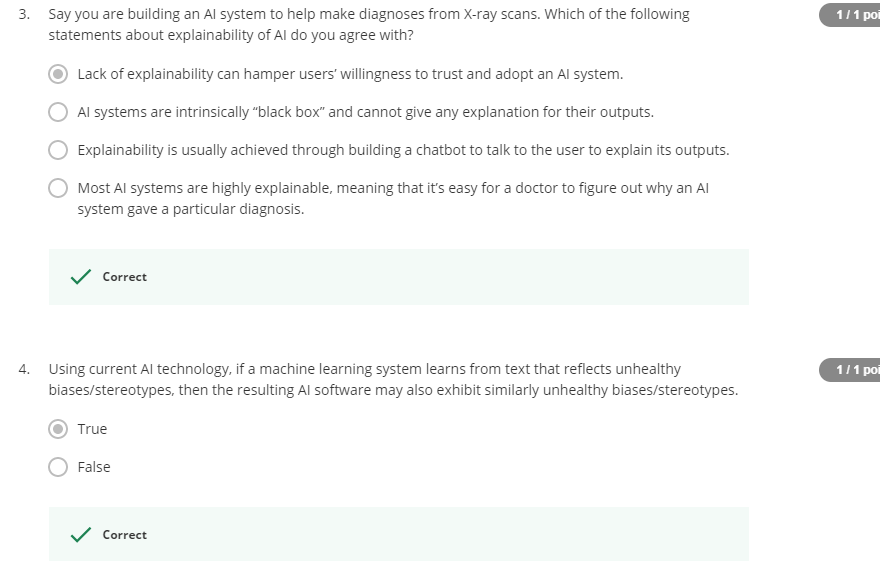 3. Say you are building an AI system to help make diagnoses from X-ray scans. Which of the following
1 / 1 poi
statements about explainability of AI do you agree with?
Lack of explainability can hamper users’ willingness to trust and adopt an AI system.
AI systems are intrinsically “black box” and cannot give any explanation for their outputs.
Explainability is usually achieved through building a chatbot to talk to the user to explain its outputs.
Most AI systems are highly explainable, meaning that it’s easy for a doctor to figure out why an AI
system gave a particular diagnosis.
Correct
4. Using current AI technology, if a machine learning system learns from text that reflects unhealthy
1 / 1 poi
biases/stereotypes, then the resulting AI software may also exhibit similarly unhealthy biases/stereotypes.
True
False
Correct